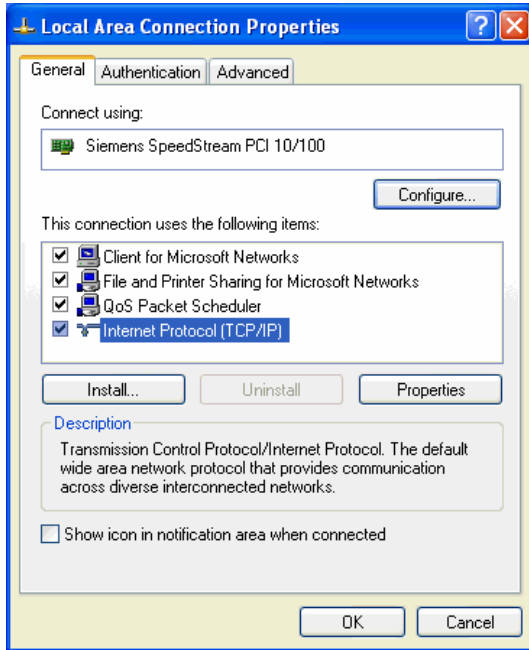 Local Area Connection Properties
General Authentication Advanced
Connect using:
Siemens SpeedStream PCI 10/100
Configure...
This connection uses the following items:
Client for Microsoft Networks
File and Printer Sharing for Microsoft Networks
QoS Packet Scheduler
Internet Protocol (TCP/IP)
Install... Uninstall Properties
Description
Transmission Control Protocol/Internet Protocol. The default
wide area network protocol that provides communication
across diverse interconnected networks.
Show icon in notification area when connected
OK Cancel